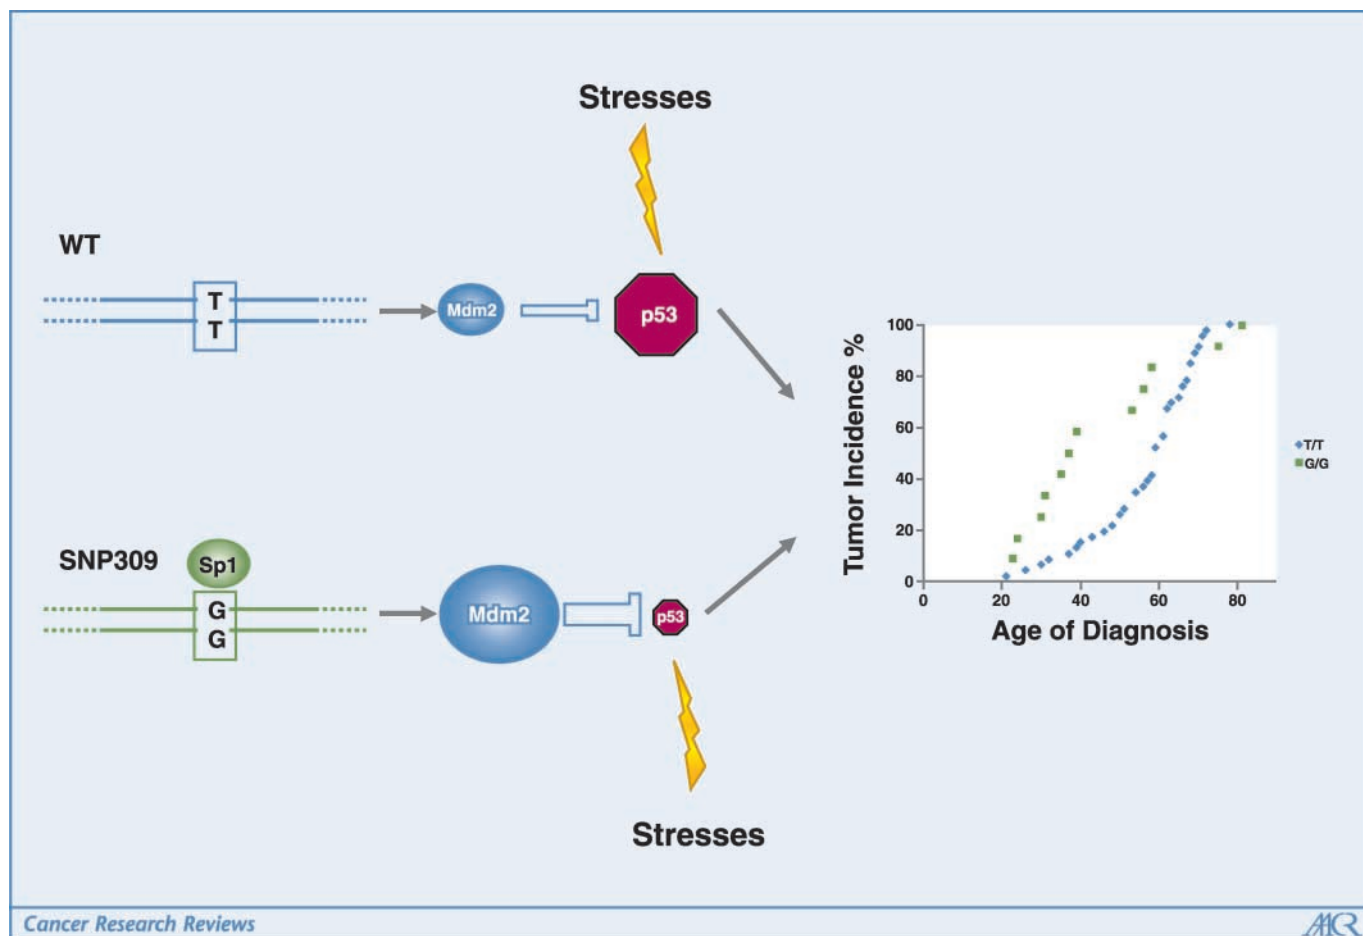 Stresses
WT
T
T
Mdm2
p53
SNP309
Sp1
G
G
Mdm2
p53
Stresses
Tumor Incidence %
100
80
60
40
20
0
0 20 40 60 80
Age of Diagnosis
T/T
G/G
Cancer Research Reviews
AACR